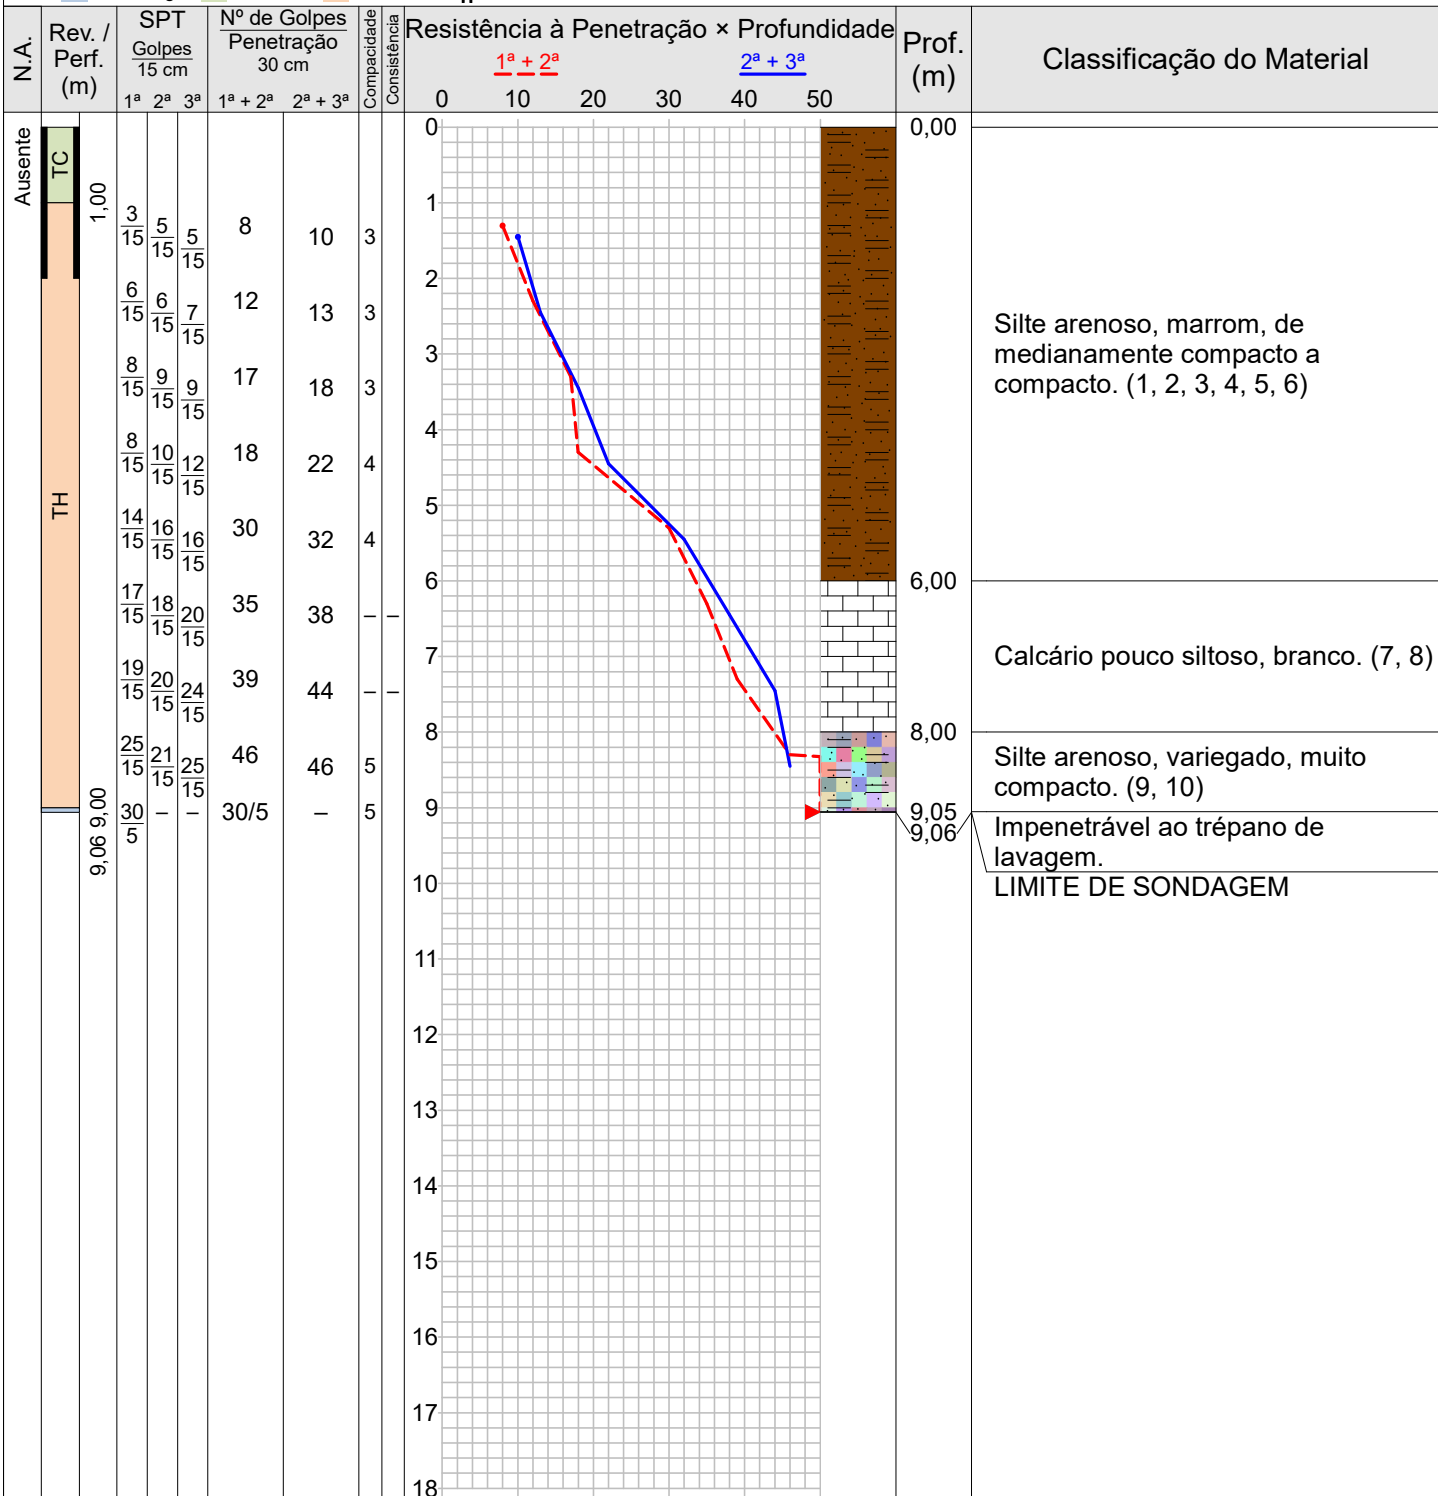 N.A.
Rev. /
Perf.
(m)
SPT
Golpes
15 cm
1ª 2ª 3ª
Nº de Golpes
Penetração
30 cm
1ª + 2ª 2ª + 3ª
Compacidade
Consistência
Resistência à Penetração × Profundidade
1ª + 2ª 2ª + 3ª
0 10 20 30 40 50
Prof.
(m)
Classificação do Material
Ausente
TC
1,00
TH
9,00
9,06
3/15 5/15 5/15 8 10 3
6/15 6/15 7/15 12 13 3
8/15 9/15 9/15 17 18 3
8/15 10/15 12/15 18 22 4
14/15 16/15 16/15 30 32 4
17/15 18/15 20/15 35 38 – –
19/15 20/15 24/15 39 44 – –
25/15 21/15 25/15 46 46 5
30/5 – – 30/5 – 5
0
1
2
3
4
5
6
7
8
9
10
11
12
13
14
15
16
17
18
0,00
Silte arenoso, marrom, de
medianamente compacto a
compacto. (1, 2, 3, 4, 5, 6)
6,00
Calcário pouco siltoso, branco. (7, 8)
8,00
Silte arenoso, variegado, muito
compacto. (9, 10)
9,05
9,06
Impenetrável ao trépano de
lavagem.
LIMITE DE SONDAGEM